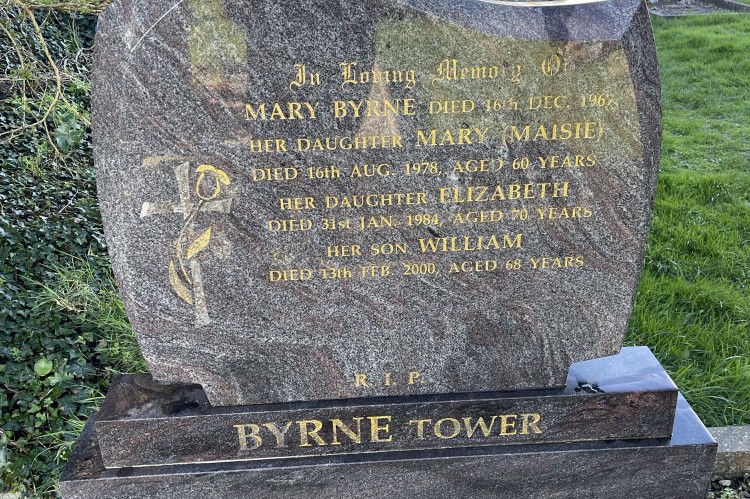 In Loving Memory Of
MARY BYRNE DIED 16th DEC. 1967
HER DAUGHTER MARY (MAISIE)
DIED 16th AUG. 1978, AGED 60 YEARS
HER DAUGHTER ELIZABETH
DIED 31st JAN. 1984, AGED 70 YEARS
HER SON WILLIAM
DIED 13th FEB. 2000, AGED 68 YEARS
R. I. P.
BYRNE TOWER